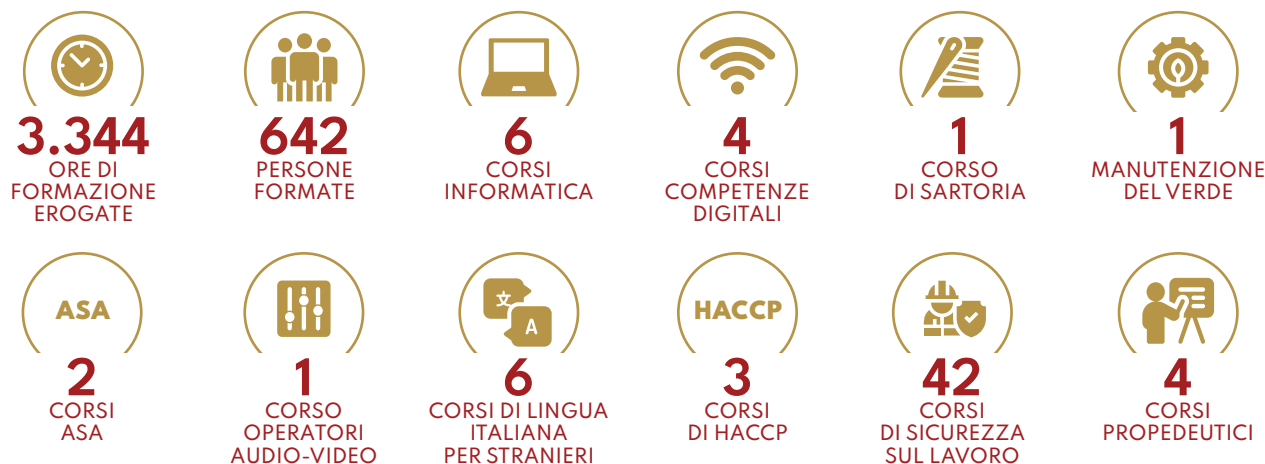 3.344
ORE DI
FORMAZIONE
EROGATE
642
PERSONE
FORMATE
6
CORSI
INFORMATICA
4
CORSI
COMPETENZE
DIGITALI
1
CORSO
DI SARTORIA
1
MANUTENZIONE
DEL VERDE
ASA
2
CORSI
ASA
1
CORSO
OPERATORI
AUDIO-VIDEO
文
A
6
CORSI DI LINGUA
ITALIANA
PER STRANIERI
HACCP
3
CORSI
DI HACCP
42
CORSI
DI SICUREZZA
SUL LAVORO
4
CORSI
PROPEDEUTICI